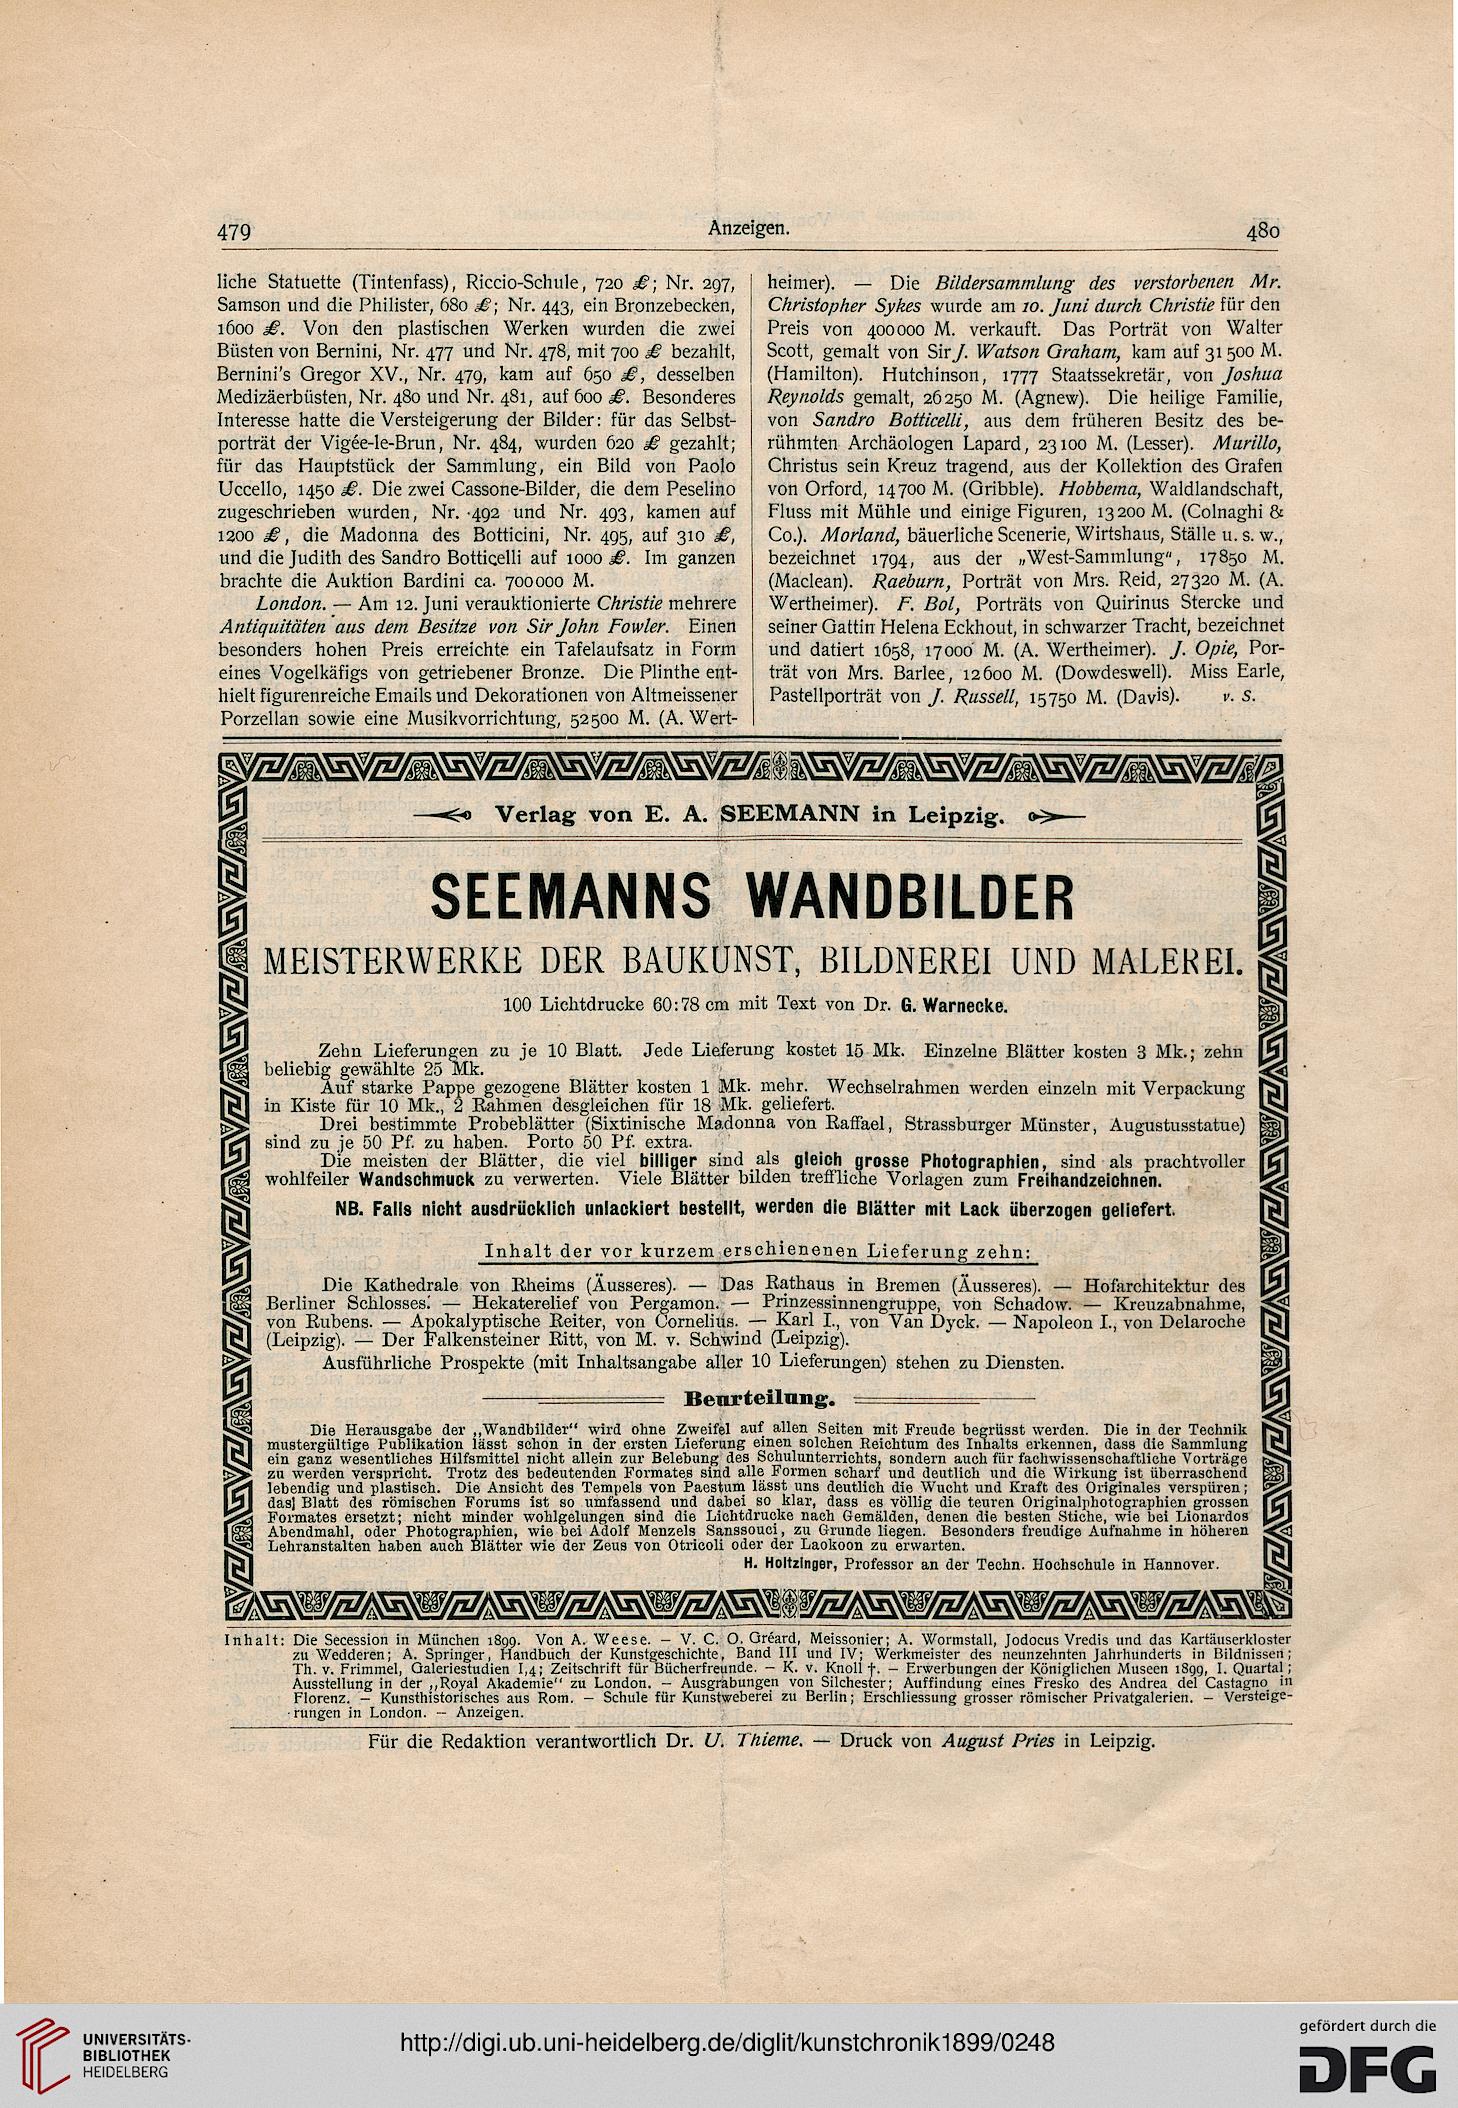 479
Anzeigen.
480
liche Statuette (Tintenfass), Riccio-Schule, 720 £; Nr. 297,
Samson und die Philister, 680 £; Nr. 443, ein Bronzebecken,
1600 £. Von den plastischen Werken wurden die zwei
Büsten von Bernini, Nr. 477 und Nr. 478, mit 700 £ bezahlt,
Bernini's Gregor XV., Nr. 479, kam auf 650 £, desselben
Medizäerbüsten, Nr. 480 und Nr. 481, auf 600 £. Besonderes
Interesse hatte die Versteigerung der Bilder: für das Selbst-
porträt der Vigée-le-Brun, Nr. 484, wurden 620 £ gezahlt;
für das Hauptstück der Sammlung, ein Bild von Paolo
Uccello, 1450 £. Die zwei Cassone-Bilder, die dem Peselino
zugeschrieben wurden, Nr. 492 und Nr. 493, kamen auf
1200 £, die Madonna des Botticini, Nr. 495, auf 310 £,
und die Judith des Sandro Botticelli auf 1000 £. Im ganzen
brachte die Auktion Bardini ca. 700000 M.
London. — Am 12. Juni verauktionierte Christie mehrere
Antiquitäten aus dem Besitze von Sir John Fowler. Einen
besonders hohen Preis erreichte ein Tafelaufsatz in Form
eines Vogelkäfigs von getriebener Bronze. Die Plinthe ent-
hielt figurenreiche Emails und Dekorationen von Altmeissener
Porzellan sowie eine Musikvorrichtung, 52500 M. (A. Wert-
heimer). — Die Bildersammlung des verstorbenen Mr.
Christopher Sykes wurde am 10. Juni durch Christie für den
Preis von 400000 M. verkauft. Das Porträt von Walter
Scott, gemalt von Sir J. Watson Graham, kam auf 31500 M.
(Hamilton). Hutchinson, 1777 Staatssekretär, von Joshua
Reynolds gemalt, 26250 M. (Agnew). Die heilige Familie,
von Sandro Botticelli, aus dem früheren Besitz des be-
rühmten Archäologen Lapard, 23100 M. (Lesser). Murillo,
Christus sein Kreuz tragend, aus der Kollektion des Grafen
von Orford, 14700 M. (Gribble). Hobbema, Waldlandschaft,
Fluss mit Mühle und einige Figuren, 13200 M. (Colnaghi &
Co.). Morland, bäuerliche Scenerie, Wirtshaus, Ställe u. s. w.,
bezeichnet 1794, aus der „West-Sammlung“, 17850 M.
(Maclean). Raeburn, Porträt von Mrs. Reid, 27320 M. (A.
Wertheimer). F. Bol, Porträts von Quirinus Stercke und
seiner Gattin Helena Eckhout, in schwarzer Tracht, bezeichnet
und datiert 1658, 17000 M. (A. Wertheimer). J. Opie, Por-
trät von Mrs. Barlee, 12600 M. (Dowdeswell). Miss Earle,
Pastellporträt von J. Russell, 15750 M. (Davis). v. S.
Verlag von E. A. SEEMANN in Leipzig.
SEEMANNS WANDBILDER
MEISTERWERKE DER BAUKUNST, BILDNEREI UND MALEREI.
100 Lichtdrucke 60:78 cm mit Text von Dr. G. Warnecke.
Zehn Lieferungen zu je 10 Blatt. Jede Lieferung kostet 15 Mk. Einzelne Blätter kosten 3 Mk.; zehn
beliebig gewählte 25 Mk.
Auf starke Pappe gezogene Blätter kosten 1 Mk. mehr. Wechselrahmen werden einzeln mit Verpackung
in Kiste für 10 Mk., 2 Rahmen desgleichen für 18 Mk. geliefert.
Drei bestimmte Probeblätter (Sixtinische Madonna von Raffael, Strassburger Münster, Augustusstatue)
sind zu je 50 Pf. zu haben. Porto 50 Pf. extra.
Die meisten der Blätter, die viel billiger sind als gleich grosse Photographien, sind als prachtvoller
wohlfeiler Wandschmuck zu verwerten. Viele Blätter bilden treffliche Vorlagen zum Freihandzeichnen.
NB. Falls nicht ausdrücklich unlackiert bestellt, werden die Blätter mit Lack überzogen geliefert.
Inhalt der vor kurzem erschienenen Lieferung zehn:
Die Kathedrale von Rheims (Äusseres). — Das Rathaus in Bremen (Äusseres). — Hofarchitektur des
Berliner Schlosses. — Hekaterelief von Pergamon. — Prinzessinnengruppe, von Schadow. — Kreuzabnahme,
von Rubens. — Apokalyptische Reiter, von Cornelius. — Karl I., von Van Dyck. — Napoleon I., von Delaroche
(Leipzig). — Der Falkensteiner Ritt, von M. v. Schwind (Leipzig).
Ausführliche Prospekte (mit Inhaltsangabe aller 10 Lieferungen) stehen zu Diensten.
Beurteilung.
Die Herausgabe der „Wandbilder“ wird ohne Zweifel auf allen Seiten mit Freude begrüsst werden. Die in der Technik
mustergültige Publikation lässt schon in der ersten Lieferung einen solchen Reichtum des Inhalts erkennen, dass die Sammlung
ein ganz wesentliches Hilfsmittel nicht allein zur Belebung des Schulunterrichts, sondern auch für fachwissenschaftliche Vorträge
zu werden verspricht. Trotz des bedeutenden Formates sind alle Formen scharf und deutlich und die Wirkung ist überraschend
lebendig und plastisch. Die Ansicht des Tempels von Paestum lässt uns deutlich die Wucht und Kraft des Originales verspüren;
das Blatt des römischen Forums ist so umfassend und dabei so klar, dass es völlig die teuren Originalphotographien grossen
Formates ersetzt; nicht minder wohlgelungen sind die Lichtdrucke nach Gemälden, denen die besten Stiche, wie bei Lionardos
Abendmahl, oder Photographien, wie bei Adolf Menzels Sanssouci, zu Grunde liegen. Besonders freudige Aufnahme in höheren
Lehranstalten haben auch Blätter wie der Zeus von Otricoli oder der Laokoon zu erwarten.
H. Holtzinger, Professor an der Techn. Hochschule in Hannover.
Inhalt: Die Secession in München 1899. Von A. Weese. — V. C. O. Gréard, Meissonier; A. Wormstall, Jodocus Vredis und das Kartäuserkloster
zu Wedderen; A. Springer, Handbuch der Kunstgeschichte, Band III und IV; Werkmeister des neunzehnten Jahrhunderts in Bildnissen;
Th. v. Frimmel, Galeriestudien I,4; Zeitschrift für Bücherfreunde. — K. v. Knoll †. — Erwerbungen der Königlichen Museen 1899, I. Quartal;
Ausstellung in der „Royal Akademie“ zu London. — Ausgrabungen von Silchester; Auffindung eines Fresko des Andrea del Castagno in
Florenz. — Kunsthistorisches aus Rom. — Schule für Kunstweberei zu Berlin; Erschliessung grosser römischer Privatgalerien. — Versteige-
rungen in London. — Anzeigen.
Für die Redaktion verantwortlich Dr. U. Thieme. — Druck von August Pries in Leipzig.
UNIVERSITÄTS-
BIBLIOTHEK
HEIDELBERG
http://digi.ub.uni-heidelberg.de/diglit/kunstchronik1899/0248
gefördert durch die
DFG